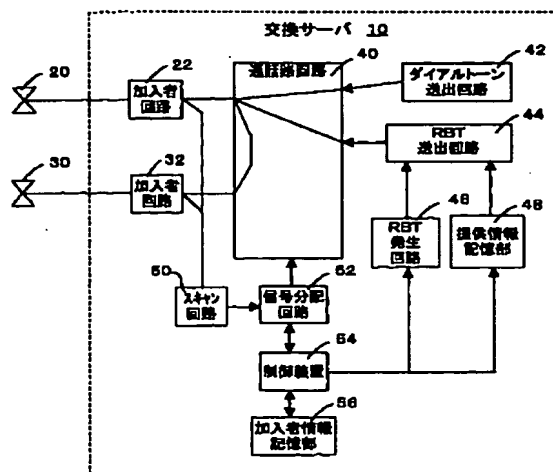 交換サーバ 10
20
22
加入者
回路
40
通話路回路
42
ダイアルトーン
送出回路
44
RBT
送出回路
30
32
加入者
回路
46
RBT
発生
回路
48
提供情報
記憶部
50
スキャン
回路
52
信号分配
回路
54
制御装置
56
加入者情報
記憶部